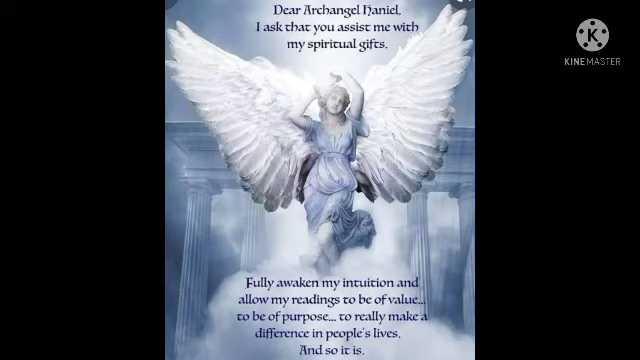 Dear Archangel Haniel,
I ask that you assist me with
my spiritual gifts.
Fully awaken my intuition and
allow my readings to be of value...
to be of purpose... to really make a
difference in people's lives.
And so it is.
K
KINEMASTER